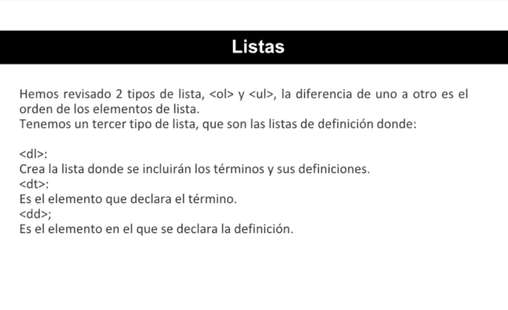 Listas
Hemos revisado 2 tipos de lista, <ol> y <ul>, la diferencia de uno a otro es el
orden de los elementos de lista.
Tenemos un tercer tipo de lista, que son las listas de definición donde:
<dl>:
Crea la lista donde se incluirán los términos y sus definiciones.
<dt>:
Es el elemento que declara el término.
<dd>;
Es el elemento en el que se declara la definición.